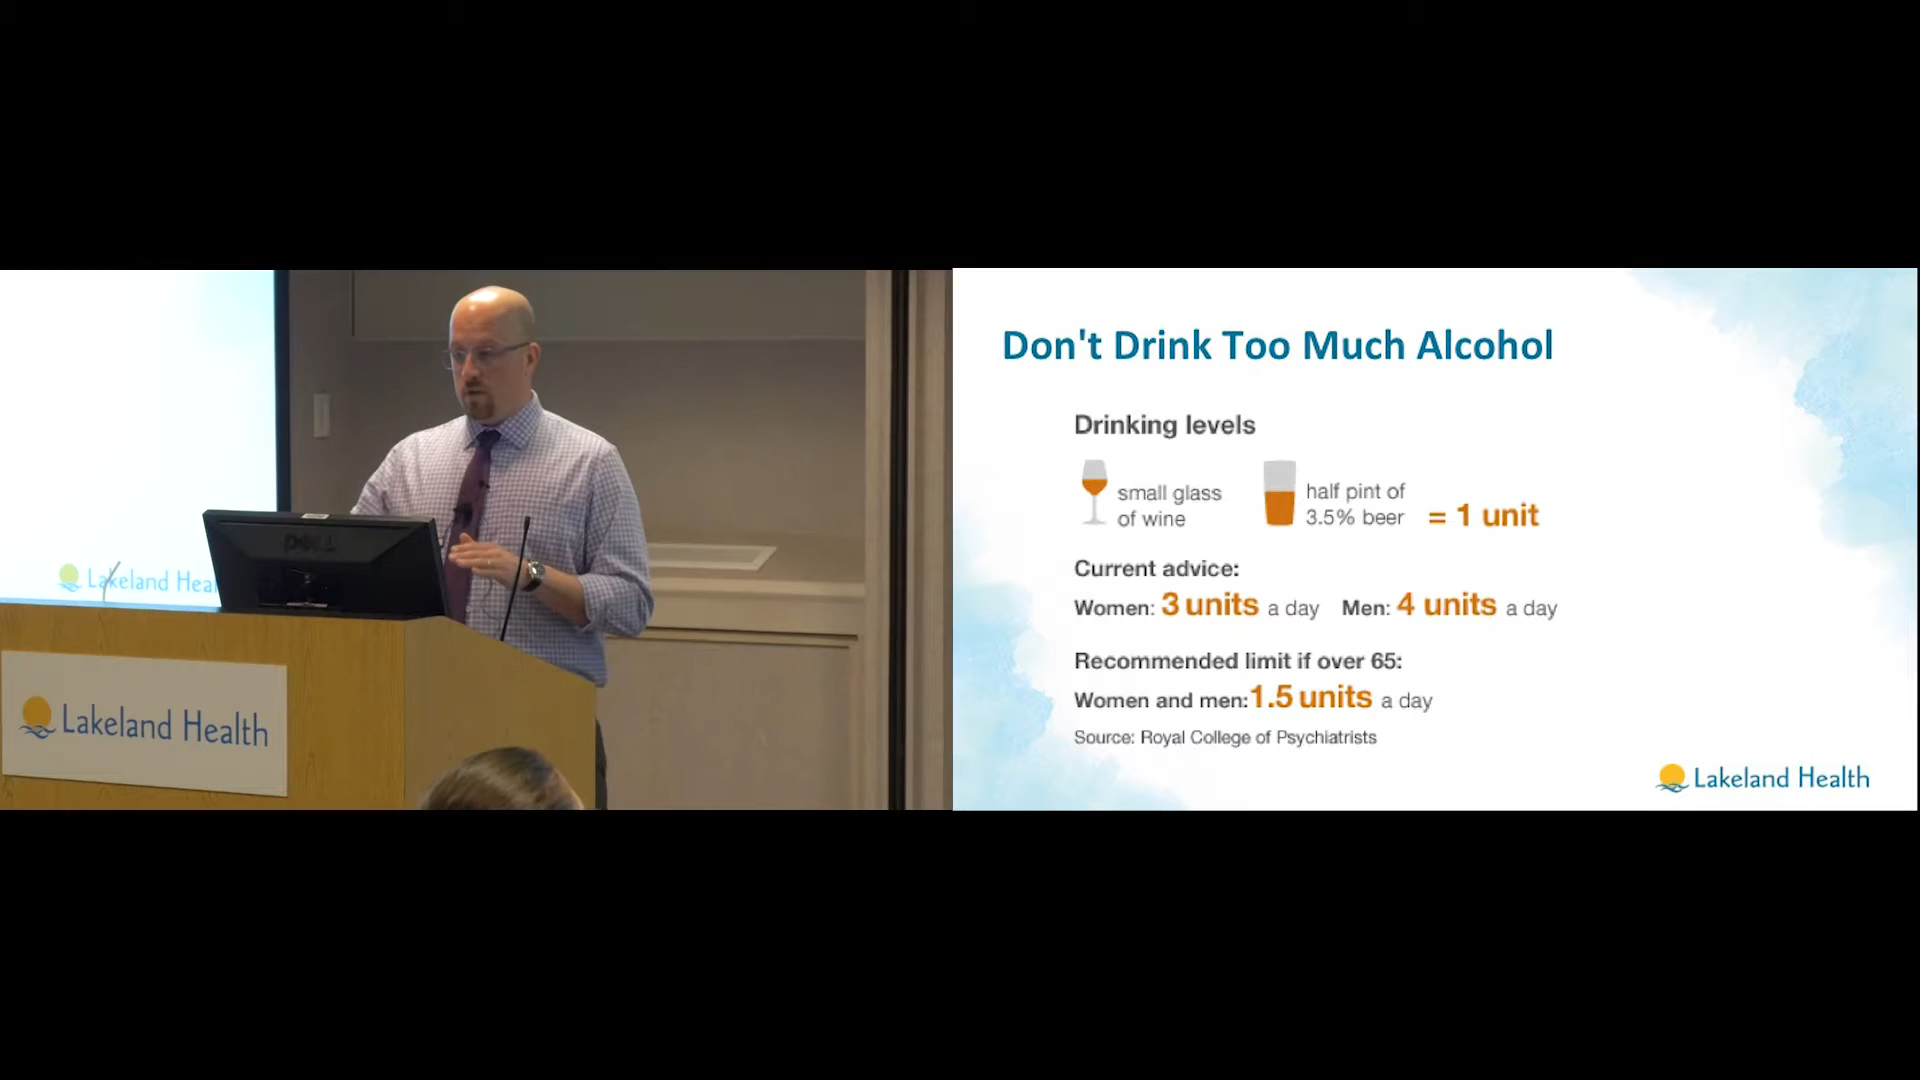 Lakeland Hea
DELL
Lakeland Health
Don't Drink Too Much Alcohol
Drinking levels
small glass
of wine
half pint of
3.5% beer
= 1 unit
Current advice:
Women: 3 units a day Men: 4 units a day
Recommended limit if over 65:
Women and men: 1.5 units a day
Source: Royal College of Psychiatrists
Lakeland Health